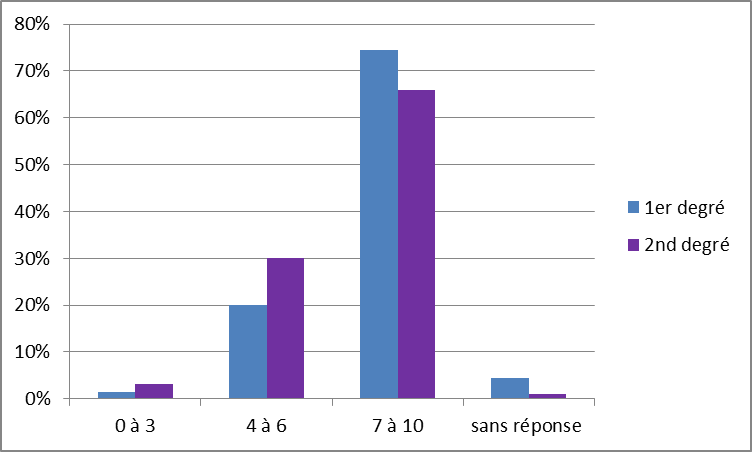 80%
70%
60%
50%
40%
30%
20%
10%
0%
0 à 3
4 à 6
7 à 10
sans réponse
1er degré
2nd degré